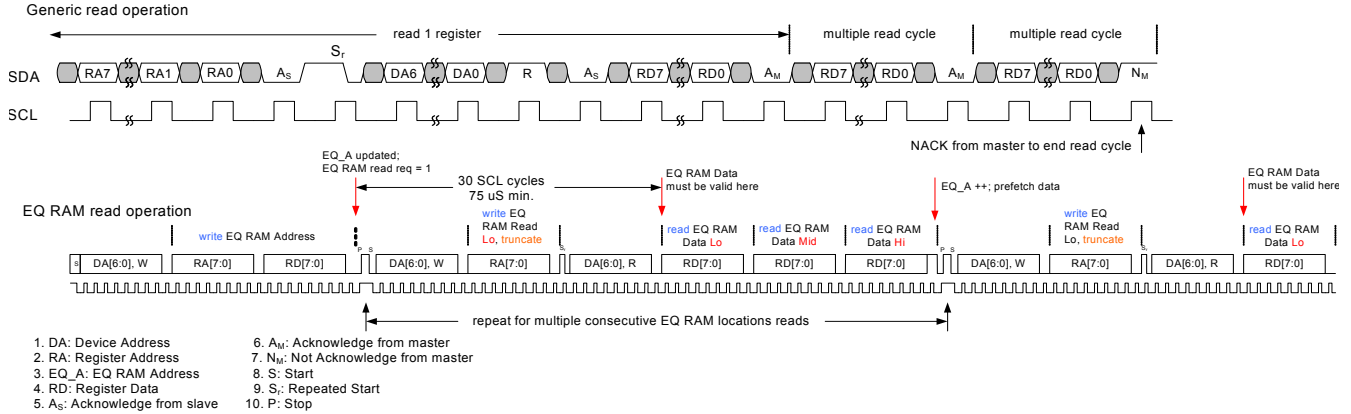 Generic read operation
read 1 register
multiple read cycle
multiple read cycle
SDA
RA7
RA1
RA0
AS
Sr
DA6
DA0
R
AS
RD7
RD0
AM
RD7
RD0
AM
RD7
RD0
NM
SCL
NACK from master to end read cycle
EQ_A updated;
EQ RAM read req = 1
30 SCL cycles
75 uS min.
EQ RAM Data
must be valid here
EQ_A ++; prefetch data
EQ RAM Data
must be valid here
EQ RAM read operation
write EQ RAM Address
write EQ
RAM Read
Lo, truncate
read EQ RAM
Data Lo
read EQ RAM
Data Mid
read EQ RAM
Data Hi
write EQ
RAM Read
Lo, truncate
read EQ RAM
Data Lo
P
S
Sr
P
S
Sr
S
DA[6:0], W
RA[7:0]
RD[7:0]
DA[6:0], W
RA[7:0]
DA[6:0], R
RD[7:0]
RD[7:0]
RD[7:0]
DA[6:0], W
RA[7:0]
DA[6:0], R
RD[7:0]
repeat for multiple consecutive EQ RAM locations reads
1. DA: Device Address
2. RA: Register Address
3. EQ_A: EQ RAM Address
4. RD: Register Data
5. AS: Acknowledge from slave
6. AM: Acknowledge from master
7. NM: Not Acknowledge from master
8. S: Start
9. Sr: Repeated Start
10. P: Stop